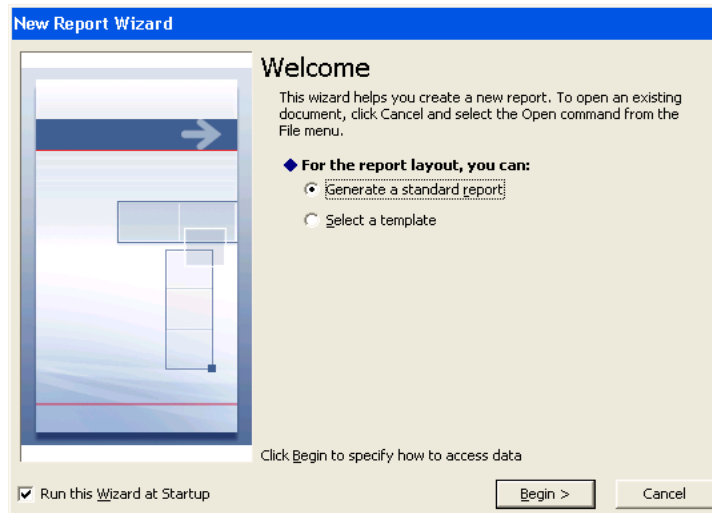 New Report Wizard
Welcome
This wizard helps you create a new report. To open an existing
document, click Cancel and select the Open command from the
File menu.
For the report layout, you can:
Generate a standard report
Select a template
Click Begin to specify how to access data
Run this Wizard at Startup
Begin >
Cancel